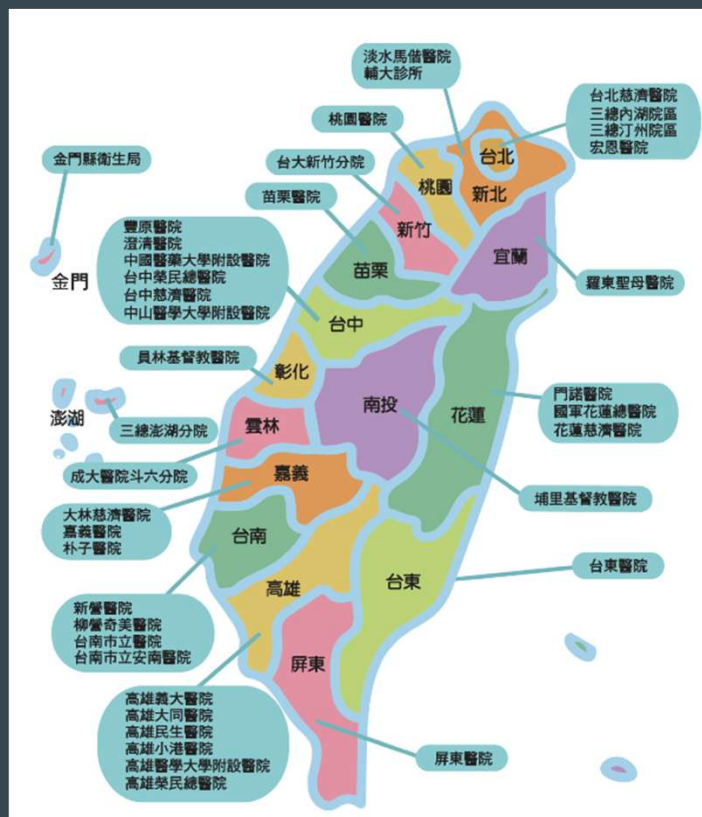 淡水馬偕醫院
輔大診所
台北慈濟醫院
三總內湖院區
三總汀州院區
宏恩醫院
桃園醫院
金門縣衛生局
台大新竹分院
苗栗醫院
台北
新北
桃園
新竹
宜蘭
苗栗
金門
豐原醫院
澄清醫院
中國醫藥大學附設醫院
台中榮民總醫院
台中慈濟醫院
中山醫學大學附設醫院
羅東聖母醫院
台中
員林基督教醫院
彰化
南投
花蓮
門諾醫院
國軍花蓮總醫院
花蓮慈濟醫院
澎湖
三總澎湖分院
雲林
成大醫院斗六分院
嘉義
埔里基督教醫院
大林慈濟醫院
嘉義醫院
朴子醫院
台南
台東醫院
高雄
台東
新營醫院
柳營奇美醫院
台南市立醫院
台南市立安南醫院
屏東
高雄義大醫院
高雄大同醫院
高雄民生醫院
高雄小港醫院
高雄醫學大學附設醫院
高雄榮民總醫院
屏東醫院